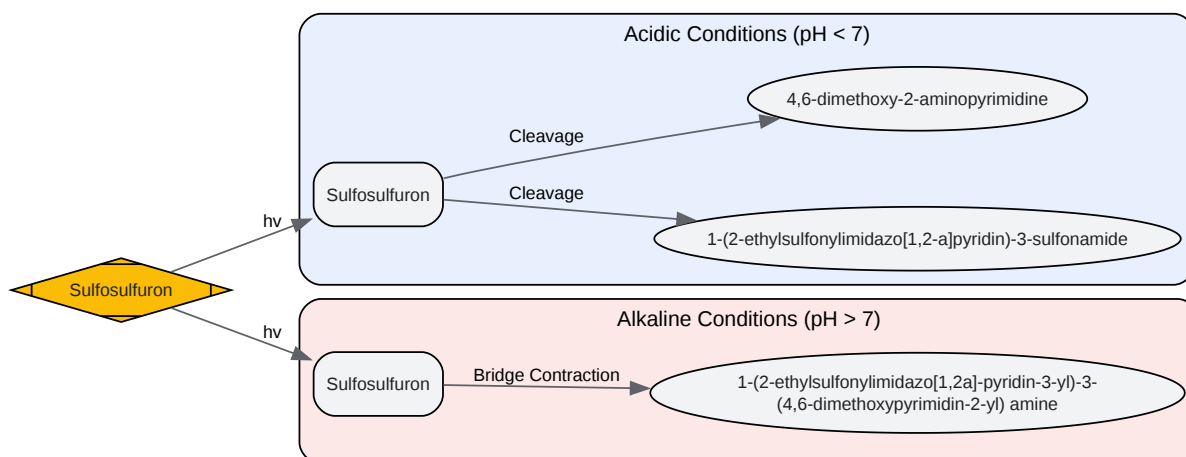 Acidic Conditions (pH < 7)
4,6-dimethoxy-2-aminopyrimidine
Cleavage
Sulfosulfuron
Cleavage
1-(2-ethylsulfonylimidazo[1,2-a]pyridin)-3-sulfonamide
hv
Sulfosulfuron
hv
Alkaline Conditions (pH > 7)
Sulfosulfuron
Bridge Contraction
1-(2-ethylsulfonylimidazo[1,2a]-pyridin-3-yl)-3-
(4,6-dimethoxypyrimidin-2-yl) amine